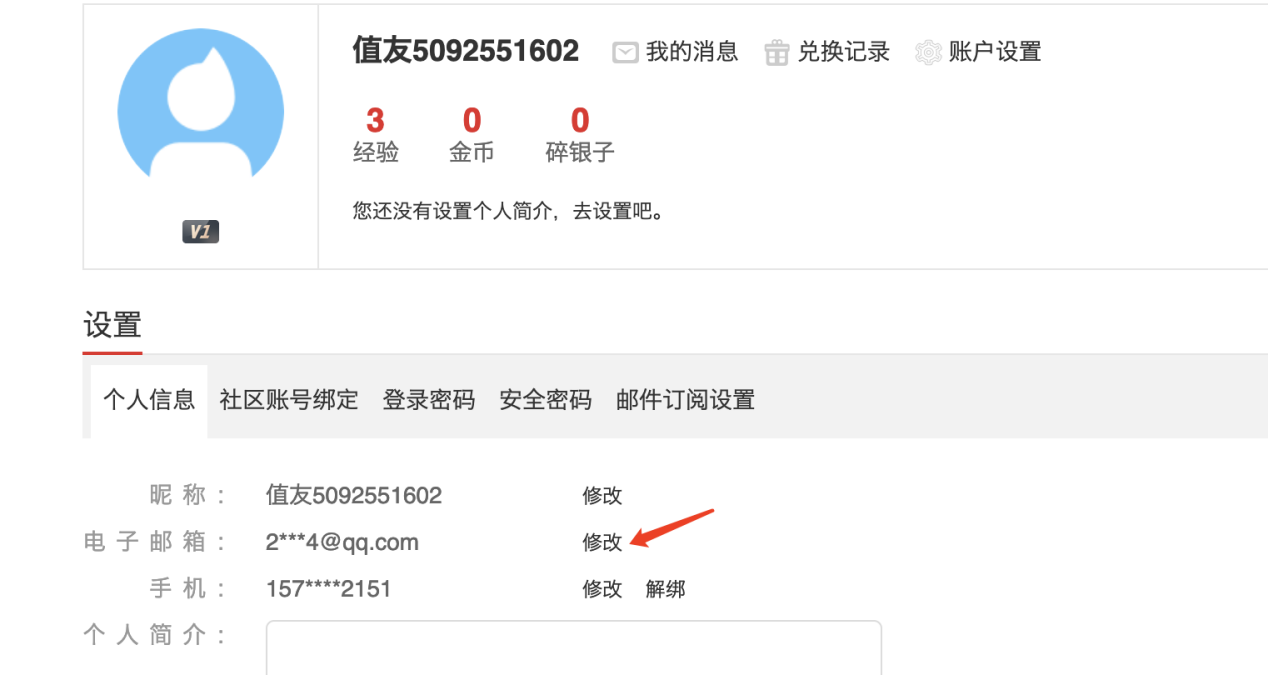 值友5092551602 我的消息 兑换记录 账户设置
3 0 0
经验 金币 碎银子
您还没有设置个人简介，去设置吧。
V1
设置
个人信息 社区账号绑定 登录密码 安全密码 邮件订阅设置
昵称： 值友5092551602 修改
电子邮箱： 2***4@qq.com 修改
手机： 157****2151 修改 解绑
个人简介：